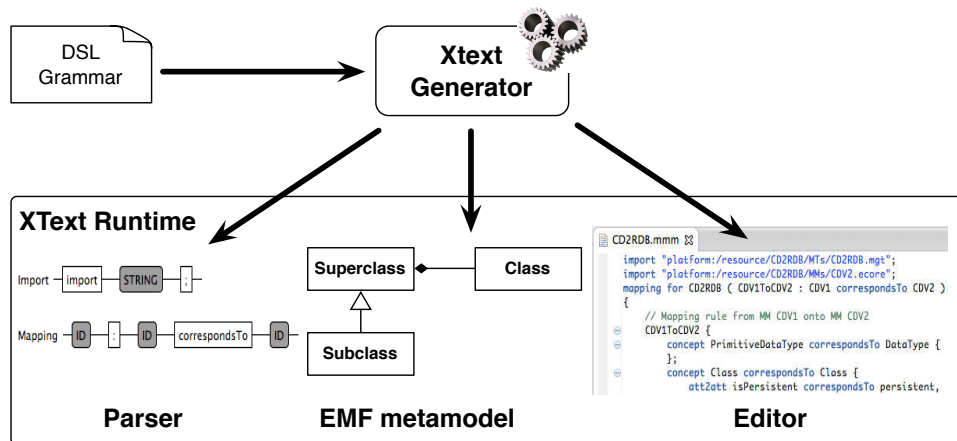 DSL
Grammar
Xtext
Generator
XText Runtime
Import import STRING ;
Mapping ID : ID correspondsTo ID
Parser
Superclass Class
Subclass
EMF metamodel
CD2RDB.mmm
import "platform:/resource/CD2RDB/MTs/CD2RDB.mgt";
import "platform:/resource/CD2RDB/MMs/CDV2.ecore";
mapping for CD2RDB ( CDV1ToCDV2 : CDV1 correspondsTo CDV2 )
{
// Mapping rule from MM CDV1 onto MM CDV2
CDV1ToCDV2 {
concept PrimitiveDataType correspondsTo DataType {
};
concept Class correspondsTo Class {
att2att isPersistent correspondsTo persistent,
Editor